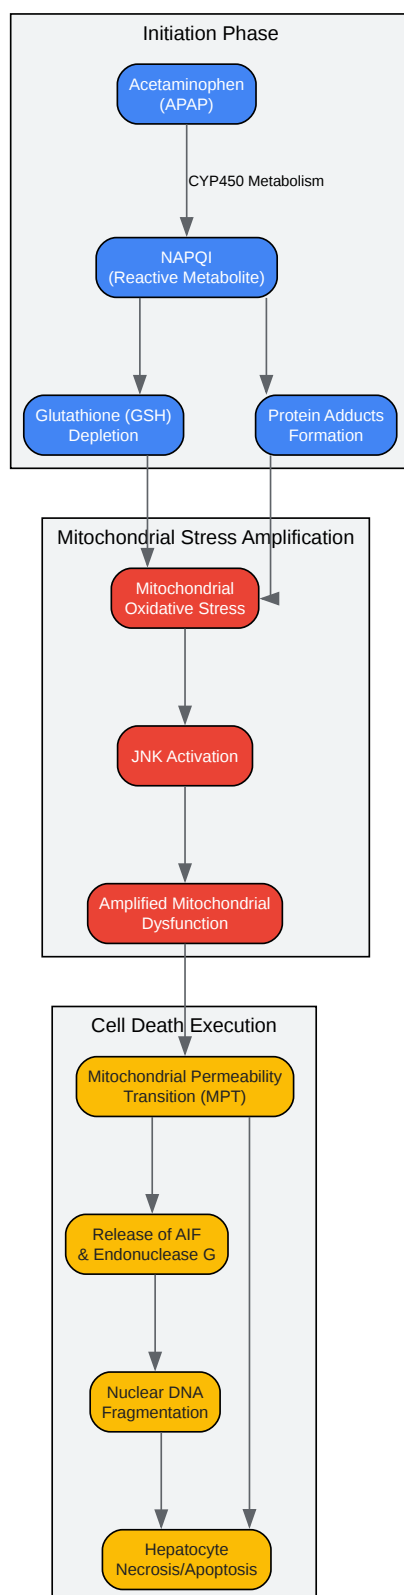 Initiation Phase
Acetaminophen
(APAP)
CYP450 Metabolism
NAPQI
(Reactive Metabolite)
Glutathione (GSH)
Depletion
Protein Adducts
Formation
Mitochondrial Stress Amplification
Mitochondrial
Oxidative Stress
JNK Activation
Amplified Mitochondrial
Dysfunction
Cell Death Execution
Mitochondrial Permeability
Transition (MPT)
Release of AIF
& Endonuclease G
Nuclear DNA
Fragmentation
Hepatocyte
Necrosis/Apoptosis